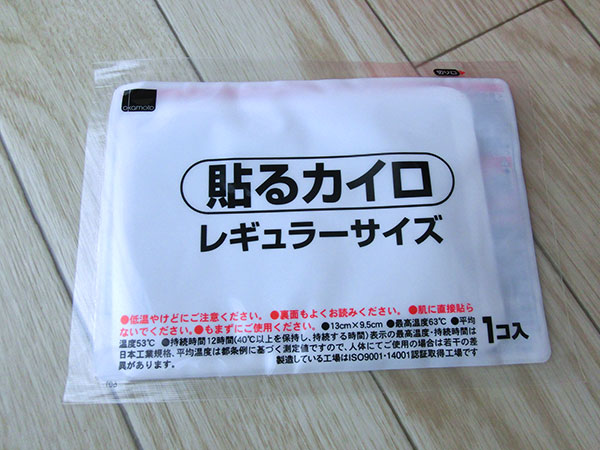 切り口
okamoto
貼るカイロ
レギュラーサイズ
●低温やけどにご注意ください。●裏面もよくお読みください。●肌に直接貼ら
ないでください。●もまずにご使用ください。●13cm×9.5cm ●最高温度63℃ ●平均
温度53℃ ●持続時間12時間(40℃以上を保持し、持続する時間)表示の最高温度・持続時間は
日本工業規格、平均温度は都条例に基づく測定値ですので、人体にてご使用の場合は若干の差
異があります。
製造している工場はISO9001・14001認証取得工場です
1コ入